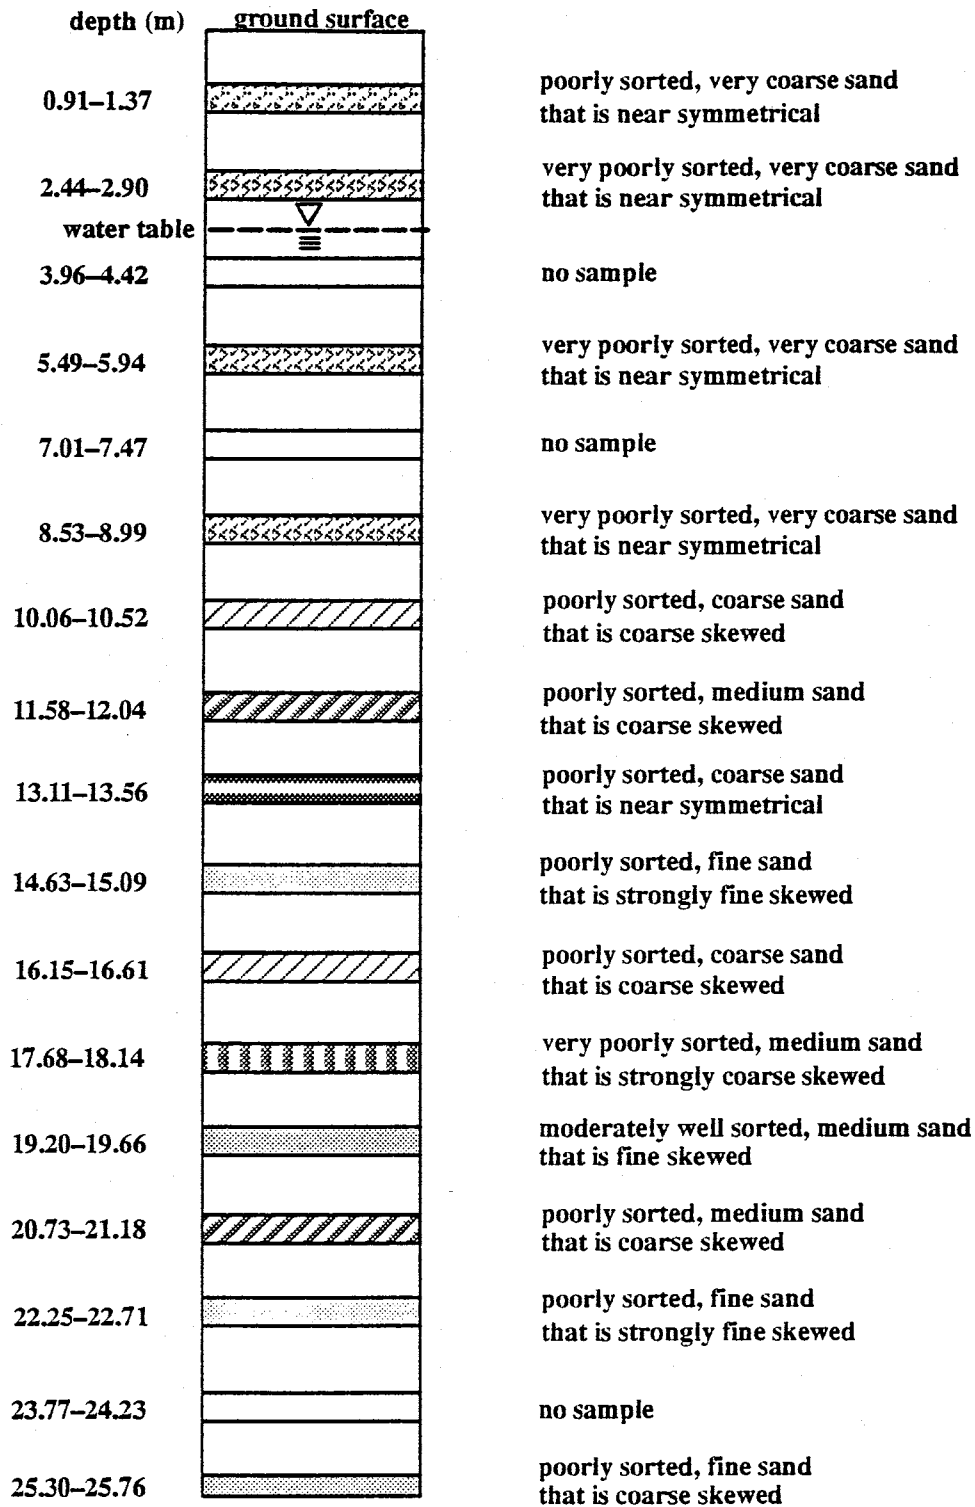 depth (m) ground surface
0.91–1.37 poorly sorted, very coarse sand
that is near symmetrical
2.44–2.90 very poorly sorted, very coarse sand
that is near symmetrical
water table
3.96–4.42 no sample
5.49–5.94 very poorly sorted, very coarse sand
that is near symmetrical
7.01–7.47 no sample
8.53–8.99 very poorly sorted, very coarse sand
that is near symmetrical
10.06–10.52 poorly sorted, coarse sand
that is coarse skewed
11.58–12.04 poorly sorted, medium sand
that is coarse skewed
13.11–13.56 poorly sorted, coarse sand
that is near symmetrical
14.63–15.09 poorly sorted, fine sand
that is strongly fine skewed
16.15–16.61 poorly sorted, coarse sand
that is coarse skewed
17.68–18.14 very poorly sorted, medium sand
that is strongly coarse skewed
19.20–19.66 moderately well sorted, medium sand
that is fine skewed
20.73–21.18 poorly sorted, medium sand
that is coarse skewed
22.25–22.71 poorly sorted, fine sand
that is strongly fine skewed
23.77–24.23 no sample
25.30–25.76 poorly sorted, fine sand
that is coarse skewed